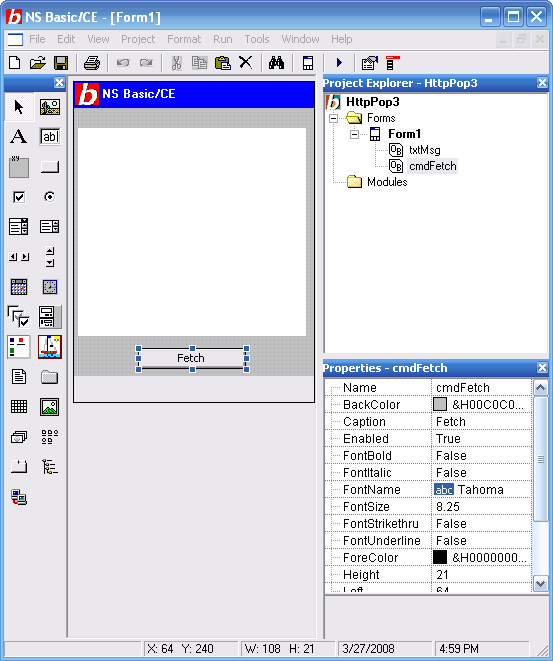 b NS Basic/CE - [Form1]
File Edit View Project Format Run Tools Window Help
b NS Basic/CE
Fetch
A
ab
xy
Project Explorer - HttpPop3
HttpPop3
Forms
Form1
txtMsg
cmdFetch
Modules
Properties - cmdFetch
Name cmdFetch
BackColor &H00C0C0...
Caption Fetch
Enabled True
FontBold False
FontItalic False
FontName abc Tahoma
FontSize 8.25
FontStrikethru False
FontUnderline False
ForeColor &H0000000...
Height 21
Left 64
X: 64 Y: 240 W: 108 H: 21 3/27/2008 4:59 PM